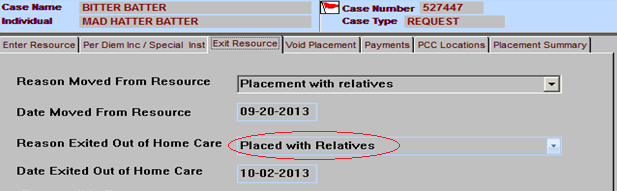 Case Name BITTER BATTER Case Number 527447
Individual MAD HATTER BATTER Case Type REQUEST
Enter Resource Per Diem Inc / Special Inst Exit Resource Void Placement Payments PCC Locations Placement Summary
Reason Moved From Resource Placement with relatives
Date Moved From Resource 09-20-2013
Reason Exited Out of Home Care Placed with Relatives
Date Exited Out of Home Care 10-02-2013